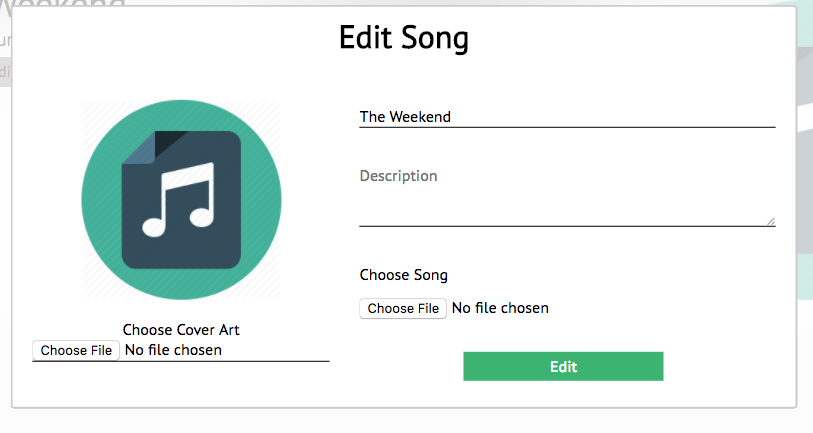 Weekend
Edit Song
The Weekend
Description
Choose Song
Choose File No file chosen
Choose Cover Art
Choose File No file chosen
Edit